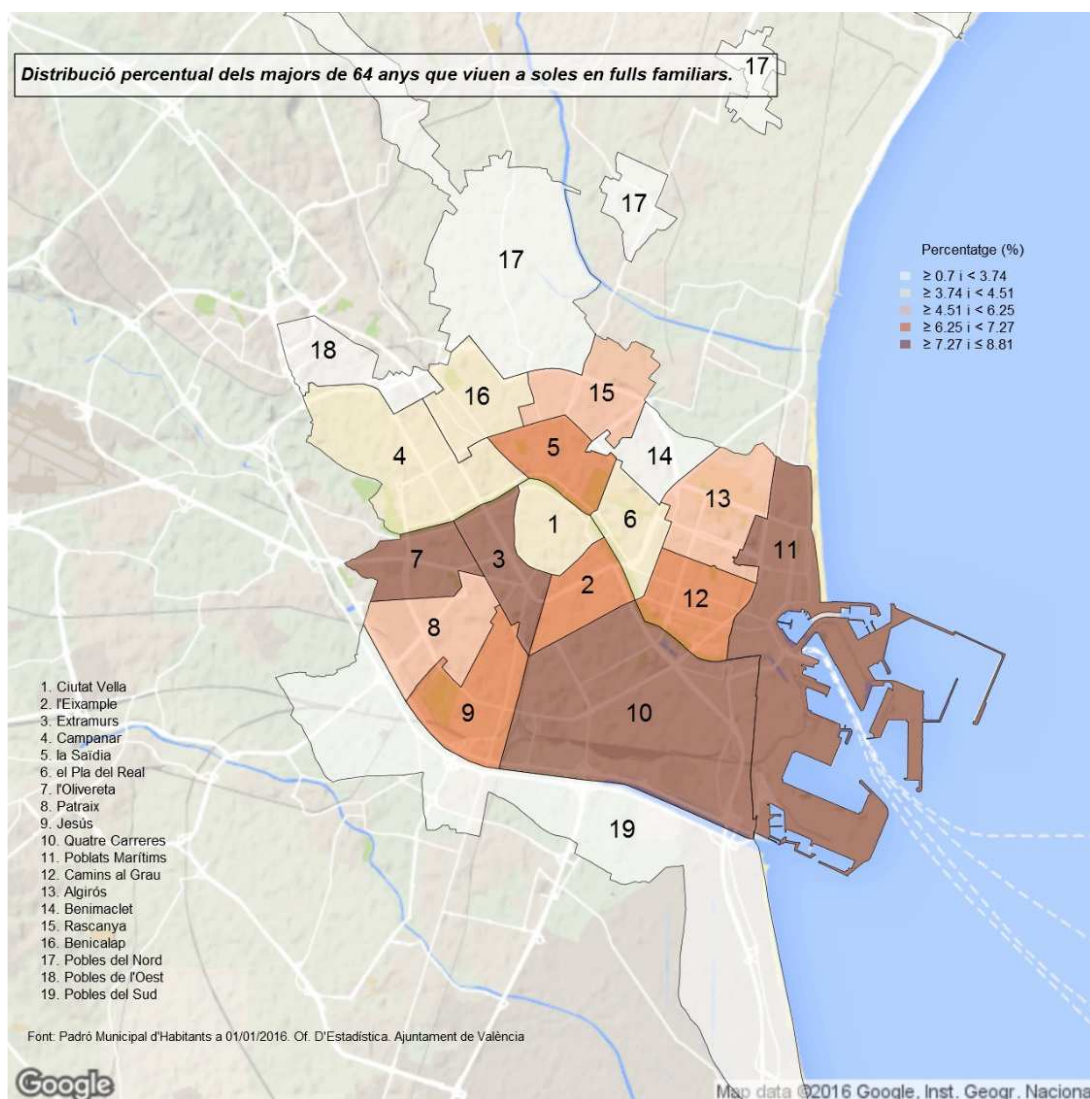 Distribució percentual dels majors de 64 anys que viuen a soles en fulls familiars.
17
17
17
Percentatge (%)
≥ 0.7 i < 3.74
≥ 3.74 i < 4.51
≥ 4.51 i < 6.25
≥ 6.25 i < 7.27
≥ 7.27 i ≤ 8.81
18
16
15
5
4
14
13
6
1
11
7
3
2
12
8
9
10
19
1. Ciutat Vella
2. l'Eixample
3. Extramurs
4. Campanar
5. la Saïdia
6. el Pla del Real
7. l'Olivereta
8. Patraix
9. Jesús
10. Quatre Carreres
11. Poblats Marítims
12. Camins al Grau
13. Algirós
14. Benimaclet
15. Rascanya
16. Benicalap
17. Pobles del Nord
18. Pobles de l'Oest
19. Pobles del Sud
Font: Padró Municipal d'Habitants a 01/01/2016. Of. D'Estadística. Ajuntament de València
Google
Map data ©2016 Google, Inst. Geogr. Naciona